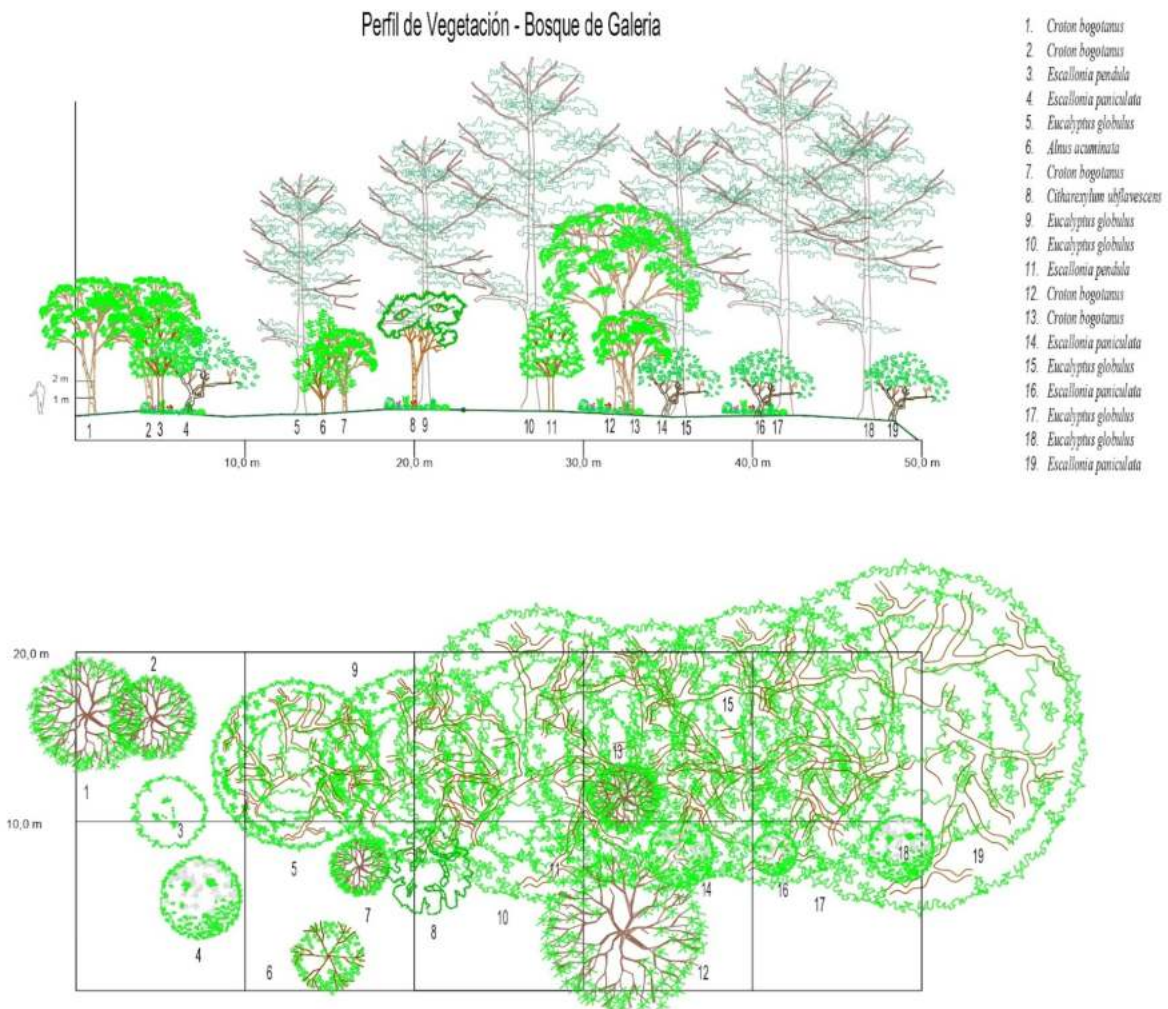 Perfil de Vegetación - Bosque de Galeria
1. Croton bogotanus
2. Croton bogotanus
3. Escallonia pendula
4. Escallonia paniculata
5. Eucalyptus globulus
6. Alnus acuminata
7. Croton bogotanus
8. Citharexylum ubflavescens
9. Eucalyptus globulus
10. Eucalyptus globulus
11. Escallonia pendula
12. Croton bogotanus
13. Croton bogotanus
14. Escallonia paniculata
15. Eucalyptus globulus
16. Escallonia paniculata
17. Eucalyptus globulus
18. Eucalyptus globulus
19. Escallonia paniculata
2 m
1 m
1 2 3 4 5 6 7 8 9 10 11 12 13 14 15 16 17 18 19
10,0 m 20,0 m 30,0 m 40,0 m 50,0 m
20,0 m
2 9
15
13
1
10,0 m
3
18
5 11 14 16 19
7 10 17
4 8
6 12